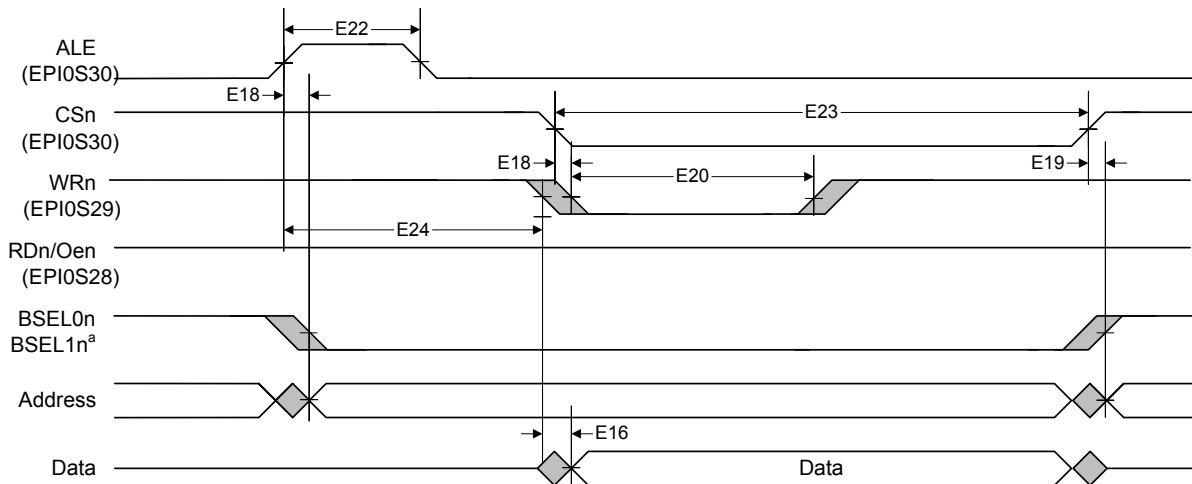 E22
ALE
(EPI0S30)
E18
CSn
(EPI0S30)
E23
E18
E20
E19
WRn
(EPI0S29)
E24
RDn/Oen
(EPI0S28)
BSEL0n
BSEL1nᵃ
Address
E16
Data
Data